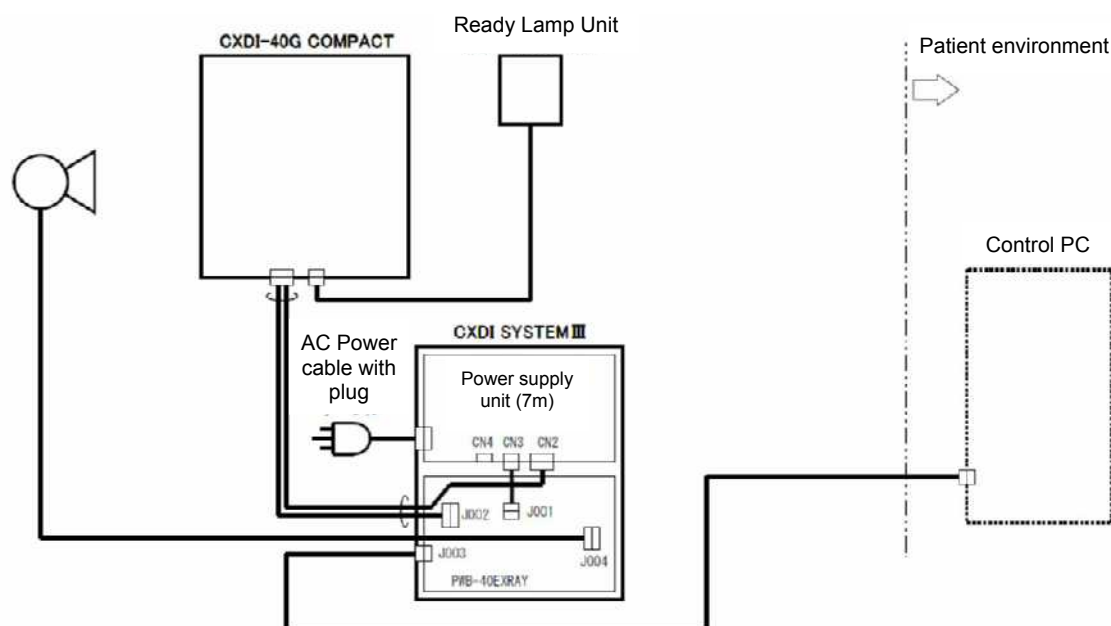 Ready Lamp Unit
CXDI-40G COMPACT
Patient environment
Control PC
CXDI SYSTEM III
AC Power
cable with
plug
Power supply
unit (7m)
CN4 CN3 CN2
J002
J001
J003
J004
PWB-40EXRAY